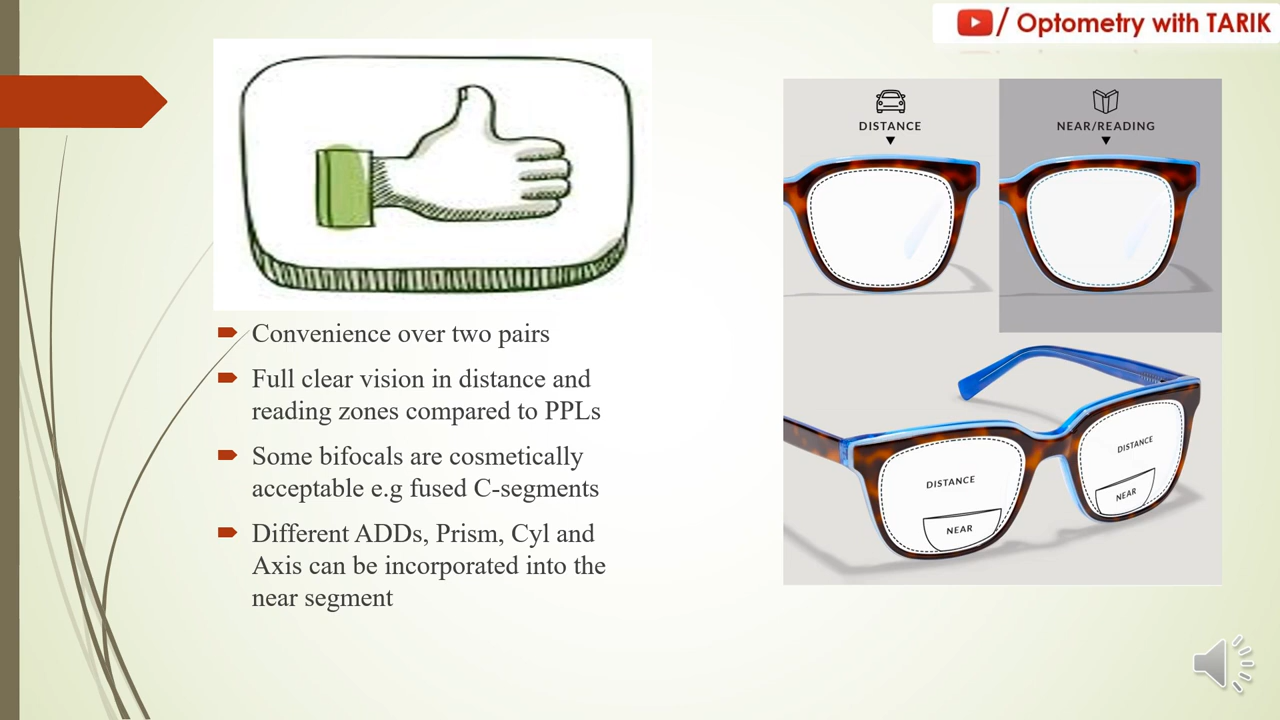 / Optometry with TARIK
Convenience over two pairs
Full clear vision in distance and
reading zones compared to PPLs
Some bifocals are cosmetically
acceptable e.g fused C-segments
Different ADDs, Prism, Cyl and
Axis can be incorporated into the
near segment
DISTANCE
NEAR/READING
DISTANCE
NEAR
DISTANCE
NEAR